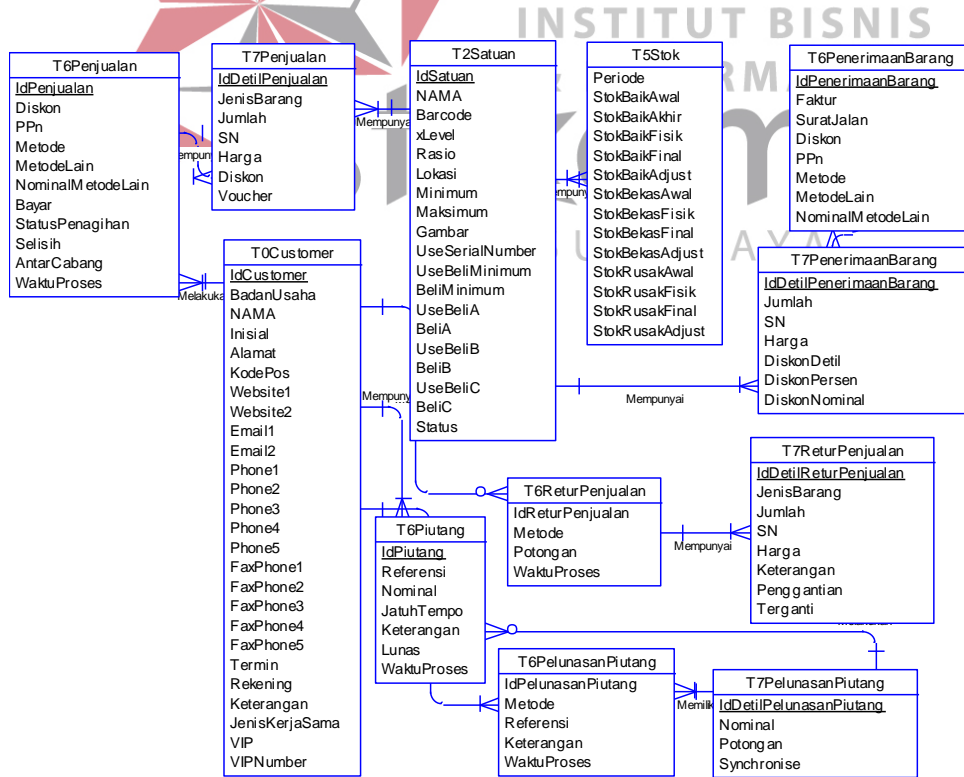 INSTITUT BISNIS
T6Penjualan
IdPenjualan
Diskon
PPn
Metode
MetodeLain
NominalMetodeLain
Bayar
StatusPenagihan
Selisih
AntarCabang
WaktuProses
T7Penjualan
IdDetilPenjualan
JenisBarang
Jumlah
SN
Harga
Diskon
Voucher
T2Satuan
IdSatuan
NAMA
Barcode
xLevel
Rasio
Lokasi
Minimum
Maksimum
Gambar
UseSerialNumber
UseBeliMinimum
BeliMinimum
UseBeliA
BeliA
UseBeliB
BeliB
UseBeliC
BeliC
Status
T5Stok
Periode
StokBaikAwal
StokBaikAkhir
StokBaikFisik
StokBaikFinal
StokBaikAdjust
StokBekasAwal
StokBekasFisik
StokBekasFinal
StokBekasAdjust
StokRusakAwal
StokRusakFisik
StokRusakFinal
StokRusakAdjust
T6PenerimaanBarang
IdPenerimaanBarang
Faktur
SuratJalan
Diskon
PPn
Metode
MetodeLain
NominalMetodeLain
T7PenerimaanBarang
IdDetilPenerimaanBarang
Jumlah
SN
Harga
DiskonDetil
DiskonPersen
DiskonNominal
T0Customer
IdCustomer
BadanUsaha
NAMA
Inisial
Alamat
KodePos
Website1
Website2
Email1
Email2
Phone1
Phone2
Phone3
Phone4
Phone5
FaxPhone1
FaxPhone2
FaxPhone3
FaxPhone4
FaxPhone5
Termin
Rekening
Keterangan
JenisKerjaSama
VIP
VIPNumber
T6Piutang
IdPiutang
Referensi
Nominal
JatuhTempo
Keterangan
Lunas
WaktuProses
T6ReturPenjualan
IdReturPenjualan
Metode
Potongan
WaktuProses
T7ReturPenjualan
IdDetilReturPenjualan
JenisBarang
Jumlah
SN
Harga
Keterangan
Penggantian
Terganti
T6PelunasanPiutang
IdPelunasanPiutang
Metode
Referensi
Keterangan
WaktuProses
T7PelunasanPiutang
IdDetilPelunasanPiutang
Nominal
Potongan
Synchronise
Mempunya
empun
Mempuny
Melakuka
Mempuny
Mempunyai
Mempunyai
Memilik